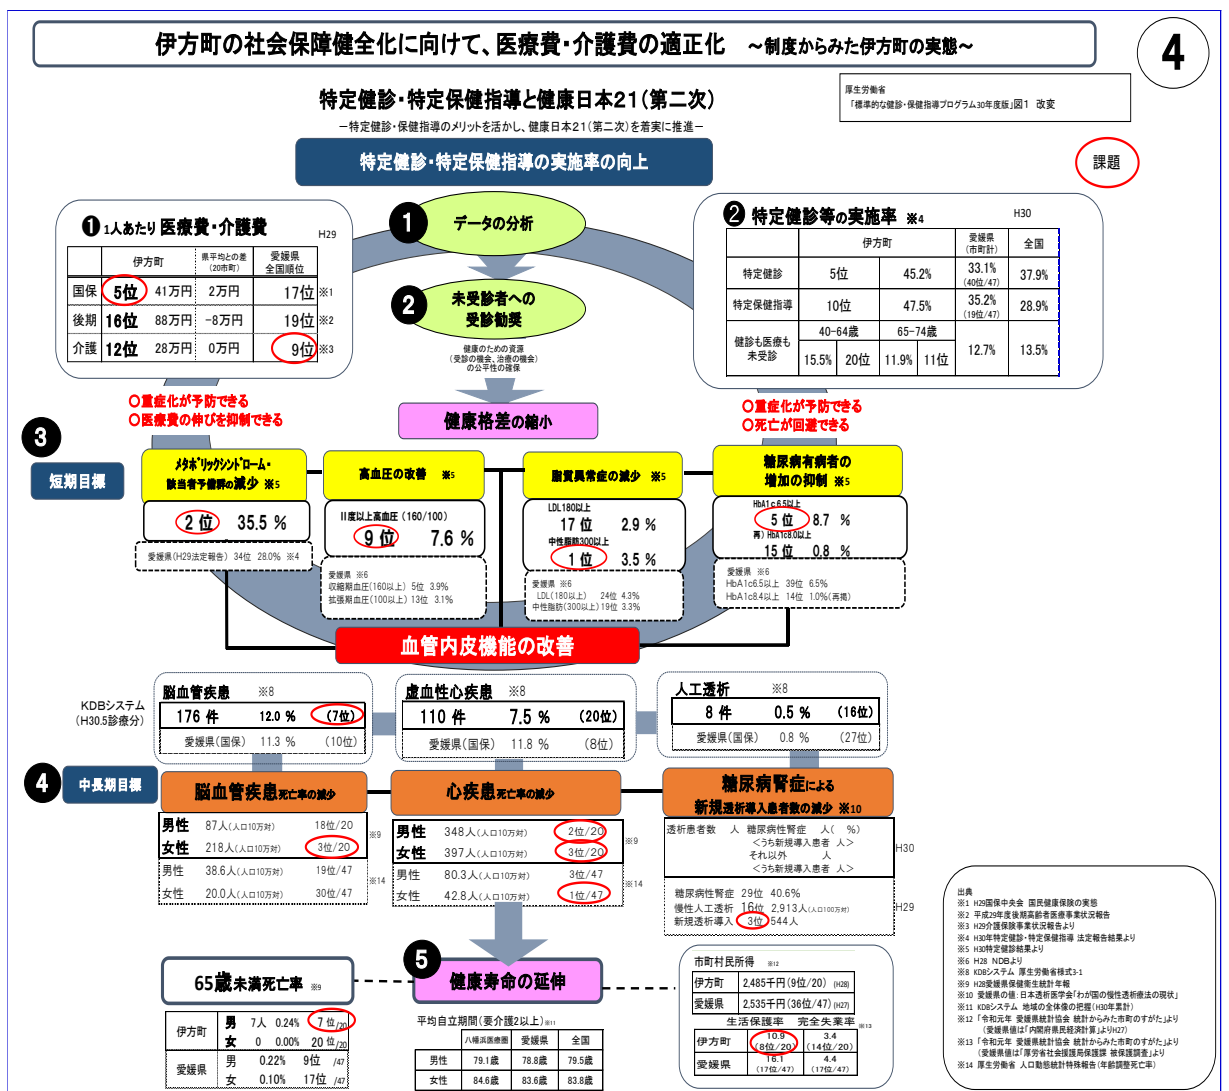 伊方町の社会保障健全化に向けて、医療費・介護費の適正化　～制度からみた伊方町の実態～
4
特定健診・特定保健指導と健康日本21(第二次)
－特定健診・保健指導のメリットを活かし、健康日本21(第二次)を着実に推進－
厚生労働省
「標準的な健診・保健指導プログラム30年度版」図1 改変
特定健診・特定保健指導の実施率の向上
課題
❶ 1人あたり 医療費・介護費 H29
伊方町 県平均との差(20市町) 愛媛県全国順位
国保 5位 41万円 2万円 17位 ※1
後期 16位 88万円 -8万円 19位 ※2
介護 12位 28万円 0万円 9位 ※3
1 データの分析
2 未受診者への
受診勧奨
健康のための資源
(受診の機会、治療の機会)
の公平性の確保
健康格差の縮小
❷ 特定健診等の実施率 ※4 H30
伊方町 愛媛県(市町計) 全国
特定健診 5位 45.2% 33.1%(40位/47) 37.9%
特定保健指導 10位 47.5% 35.2%(19位/47) 28.9%
健診も医療も未受診 40-64歳 65-74歳 12.7% 13.5%
15.5% 20位 11.9% 11位
○重症化が予防できる
○医療費の伸びを抑制できる
○重症化が予防できる
○死亡が回避できる
3
短期目標
ﾒﾀﾎﾞﾘｯｸｼﾝﾄﾞﾛｰﾑ・
該当者予備群の減少 ※5
2位 35.5 %
愛媛県(H29法定報告) 34位 28.0% ※4
高血圧の改善 ※5
Ⅱ度以上高血圧(160/100)
9位 7.6 %
愛媛県 ※6
収縮期血圧(160以上) 5位 3.9%
拡張期血圧(100以上) 13位 3.1%
脂質異常症の減少 ※5
LDL180以上
17位 2.9 %
中性脂肪300以上
1位 3.5 %
愛媛県 ※6
LDL(180以上) 24位 4.3%
中性脂肪(300以上) 19位 3.3%
糖尿病有病者の
増加の抑制 ※5
HbA1c6.5以上
5位 8.7 %
再）HbA1c8.0以上
15位 0.8 %
愛媛県 ※6
HbA1c6.5以上 39位 6.5%
HbA1c8.4以上 14位 1.0%(再掲)
血管内皮機能の改善
KDBシステム
(H30.5診療分)
脳血管疾患 ※8
176 件 12.0 % (7位)
愛媛県(国保) 11.3 % (10位)
虚血性心疾患 ※8
110 件 7.5 % (20位)
愛媛県(国保) 11.8 % (8位)
人工透析 ※8
8 件 0.5 % (16位)
愛媛県(国保) 0.8 % (27位)
4
中長期目標
脳血管疾患死亡率の減少
男性 87人(人口10万対) 18位/20
女性 218人(人口10万対) 3位/20
※9
男性 38.6人(人口10万対) 19位/47
女性 20.0人(人口10万対) 30位/47
※14
心疾患死亡率の減少
男性 348人(人口10万対) 2位/20
女性 397人(人口10万対) 3位/20
※9
男性 80.3人(人口10万対) 3位/47
女性 42.8人(人口10万対) 1位/47
※14
糖尿病腎症による
新規透析導入患者数の減少 ※10
透析患者数　人 糖尿病性腎症　人(　%)
<うち新規導入患者　人>
それ以外　人
<うち新規導入患者　人>
H30
糖尿病性腎症 29位 40.6%
慢性人工透析 16位 2,913人(人口100万対)
新規透析導入 3位 544人
H29
5
健康寿命の延伸
65歳未満死亡率 ※9
伊方町 男 7人 0.24% 7位/20
女 0 0.00% 20位/20
愛媛県 男 0.22% 9位 /47
女 0.10% 17位 /47
平均自立期間(要介護2以上)※11
八幡浜医療圏 愛媛県 全国
男性 79.1歳 78.8歳 79.5歳
女性 84.6歳 83.6歳 83.8歳
市町村民所得 ※12
伊方町 2,485千円(9位/20) (H28)
愛媛県 2,535千円(36位/47)(H27)
生活保護率 完全失業率 ※13
伊方町 10.9(8位/20) 3.4(14位/20)
愛媛県 16.1(17位/47) 4.4(17位/47)
出典
※1 H29国保中央会 国民健康保険の実態
※2 平成29年度後期高齢者医療事業状況報告
※3 H29介護保険事業状況報告より
※4 H30年特定健診・特定保健指導 法定報告結果より
※5 H30特定健診結果より
※6 H28 NDBより
※8 KDBシステム 厚生労働省様式3-1
※9 H28愛媛県保健衛生統計年報
※10 愛媛県の値：日本透析医学会「わが国の慢性透析療法の現状」
※11 KDBシステム 地域の全体像の把握(H30年累計)
※12「令和元年 愛媛県統計協会 統計からみた市町のすがた」より
(愛媛県値は「内閣府県民経済計算」よりH27)
※13「令和元年 愛媛県統計協会 統計からみた市町のすがた」より
(愛媛県値は「厚労省社会援護局保護課 被保護調査」より
※14 厚生労働省 人口動態統計特殊報告(年齢調整死亡率)